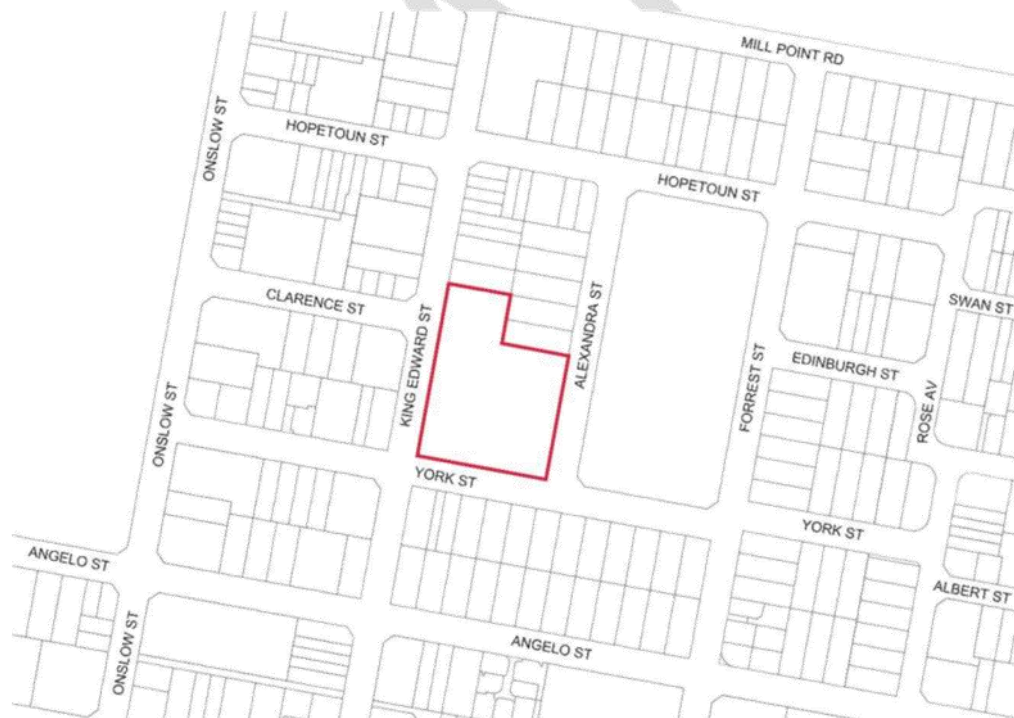 MILL POINT RD
ONSLOW ST
HOPETOUN ST
HOPETOUN ST
CLARENCE ST
KING EDWARD ST
ALEXANDRA ST
SWAN ST
EDINBURGH ST
FORREST ST
ROSE AV
ONSLOW ST
YORK ST
YORK ST
ANGELO ST
ALBERT ST
ONSLOW ST
ANGELO ST